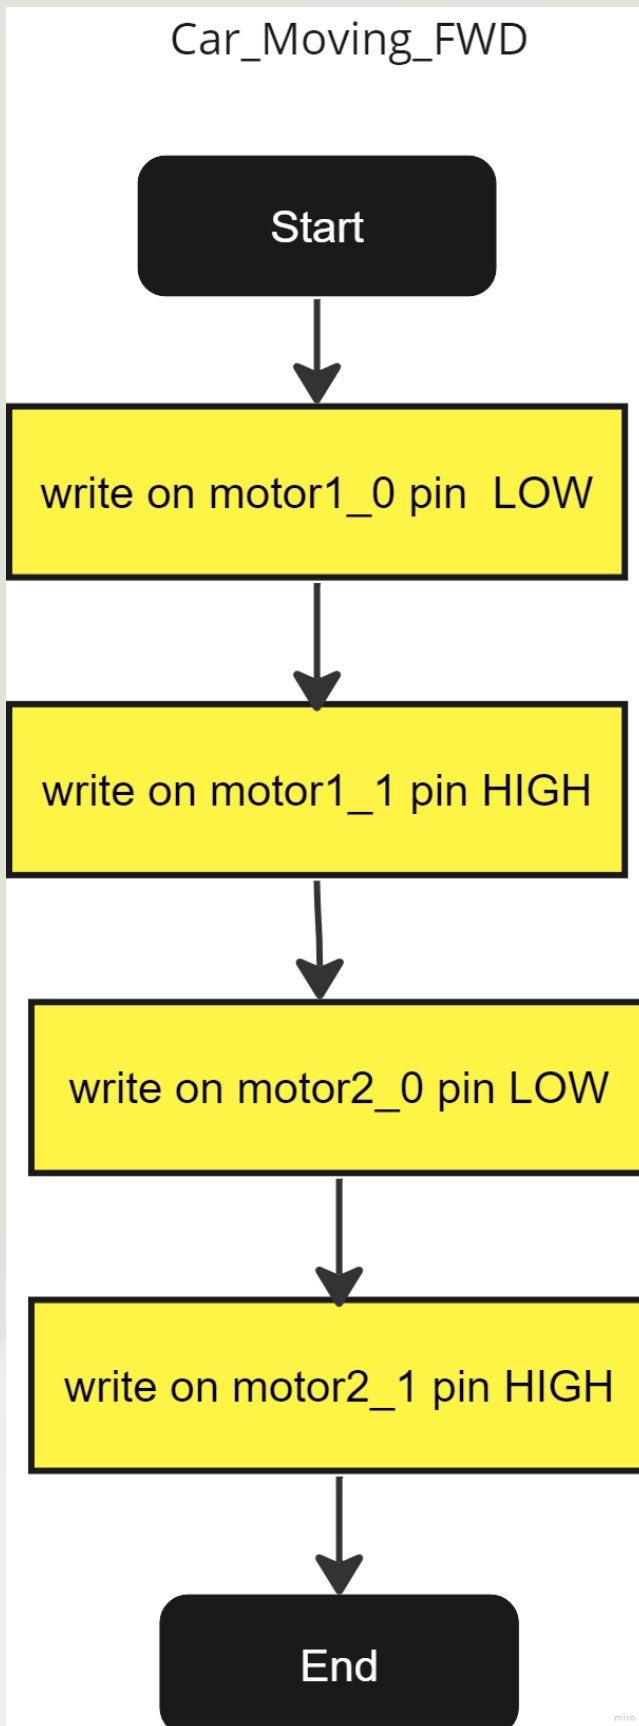 Car_Moving_FWD
Start
write on motor1_0 pin  LOW
write on motor1_1 pin HIGH
write on motor2_0 pin LOW
write on motor2_1 pin HIGH
End
miro